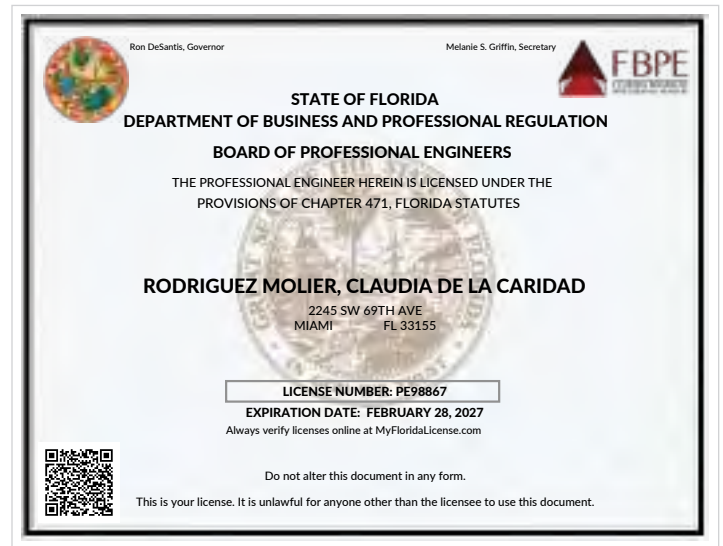 Ron DeSantis, Governor
Melanie S. Griffin, Secretary
FBPE
STATE OF FLORIDA
DEPARTMENT OF BUSINESS AND PROFESSIONAL REGULATION
BOARD OF PROFESSIONAL ENGINEERS
THE PROFESSIONAL ENGINEER HEREIN IS LICENSED UNDER THE
PROVISIONS OF CHAPTER 471, FLORIDA STATUTES
RODRIGUEZ MOLIER, CLAUDIA DE LA CARIDAD
2245 SW 69TH AVE
MIAMI FL 33155
LICENSE NUMBER: PE98867
EXPIRATION DATE: FEBRUARY 28, 2027
Always verify licenses online at MyFloridaLicense.com
Do not alter this document in any form.
This is your license. It is unlawful for anyone other than the licensee to use this document.